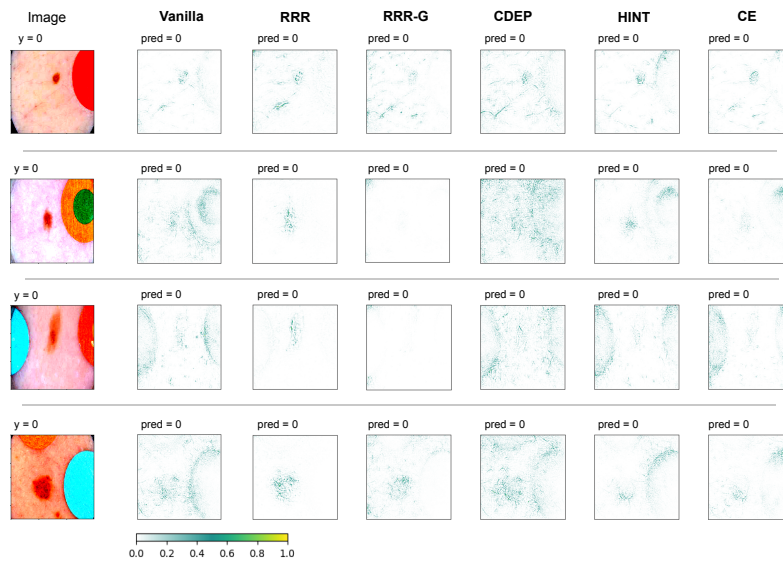 Image Vanilla RRR RRR-G CDEP HINT CE
y = 0 pred = 0 pred = 0 pred = 0 pred = 0 pred = 0 pred = 0
y = 0 pred = 0 pred = 0 pred = 0 pred = 0 pred = 0 pred = 0
y = 0 pred = 0 pred = 0 pred = 0 pred = 0 pred = 0 pred = 0
y = 0 pred = 0 pred = 0 pred = 0 pred = 0 pred = 0 pred = 0
0.0 0.2 0.4 0.6 0.8 1.0